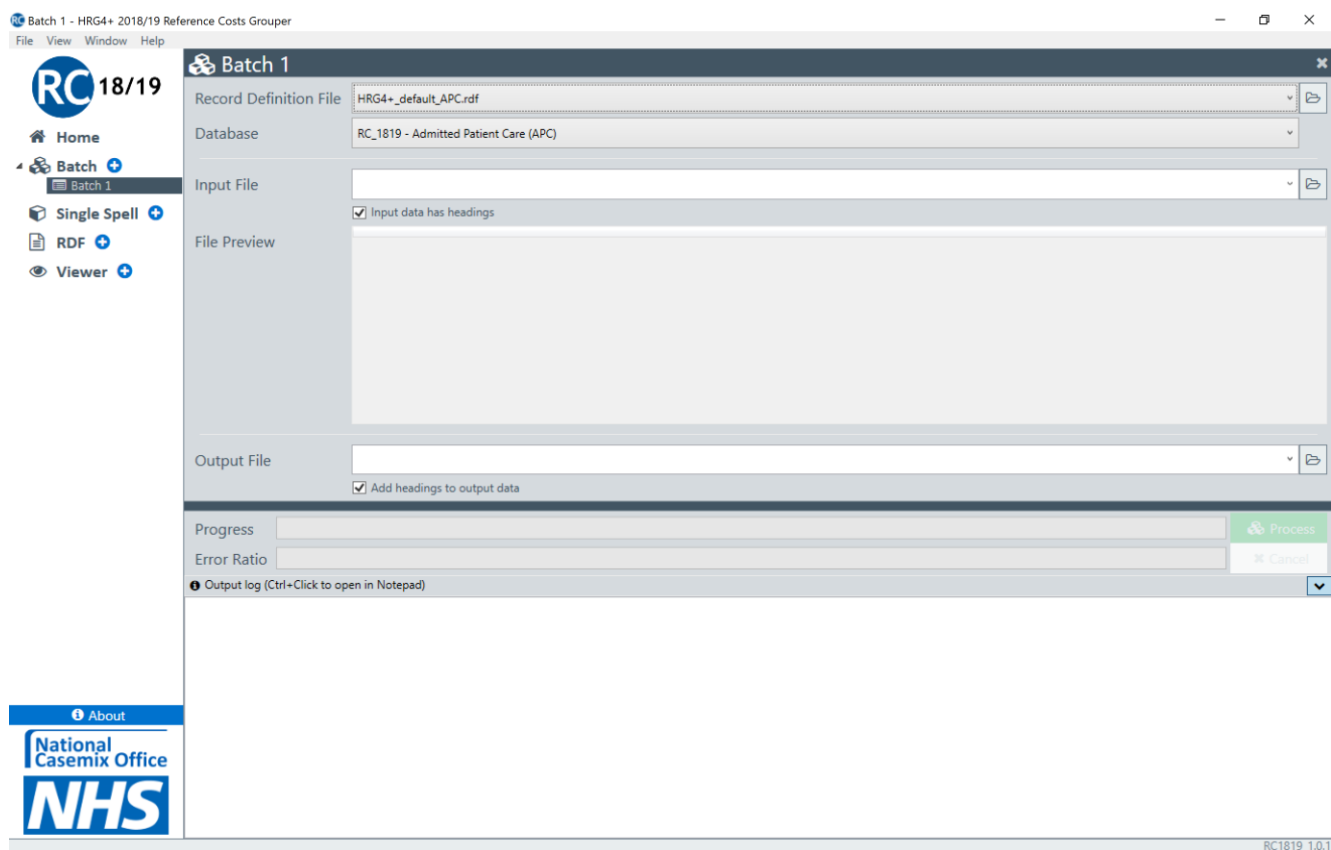 RC Batch 1 - HRG4+ 2018/19 Reference Costs Grouper
File View Window Help
RC 18/19
Home
Batch
Batch 1
Single Spell
RDF
Viewer
Batch 1
Record Definition File HRG4+_default_APC.rdf
Database RC_1819 - Admitted Patient Care (APC)
Input File
Input data has headings
File Preview
Output File
Add headings to output data
Progress
Process
Error Ratio
Cancel
Output log (Ctrl+Click to open in Notepad)
About
National
Casemix Office
NHS
RC1819 1.0.1